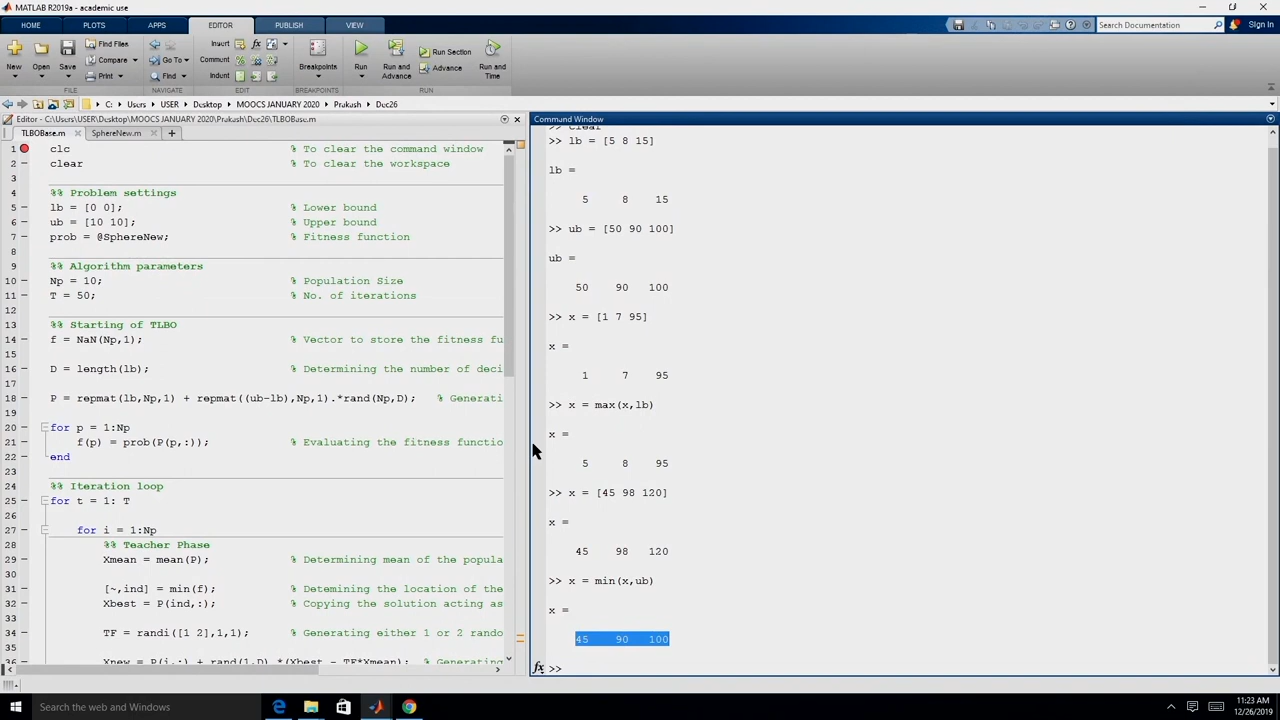 MATLAB R2019a - academic use
HOME PLOTS APPS EDITOR PUBLISH VIEW
Search Documentation
Sign In
New Open Save
Find Files
Compare
Print
Go To
Find
Insert
Comment
Indent
Breakpoints
Run
Run and Advance
Run Section
Advance
Run and Time
FILE NAVIGATE EDIT BREAKPOINTS RUN
C: Users USER Desktop MOOCS JANUARY 2020 Prakash Dec26
Editor - C:\Users\USER\Desktop\MOOCS JANUARY 2020\Prakash\Dec26\TLBOBase.m
TLBOBase.m SphereNew.m
1 clc % To clear the command window
2 clear % To clear the workspace
3
4 %% Problem settings
5 lb = [0 0]; % Lower bound
6 ub = [10 10]; % Upper bound
7 prob = @SphereNew; % Fitness function
8
9 %% Algorithm parameters
10 Np = 10; % Population Size
11 T = 50; % No. of iterations
12
13 %% Starting of TLBO
14 f = NaN(Np,1); % Vector to store the fitness fu
15
16 D = length(lb); % Determining the number of deci
17
18 P = repmat(lb,Np,1) + repmat((ub-lb),Np,1).*rand(Np,D); % Generati
19
20 for p = 1:Np
21 f(p) = prob(P(p,:)); % Evaluating the fitness functio
22 end
23
24 %% Iteration loop
25 for t = 1: T
26
27 for i = 1:Np
28 %% Teacher Phase
29 Xmean = mean(P); % Determining mean of the popula
30
31 [~,ind] = min(f); % Detemining the location of the
32 Xbest = P(ind,:); % Copying the solution acting as
33
34 TF = randi([1 2],1,1); % Generating either 1 or 2 rando
35
36 Xnew = P(i,:) + rand(1,D).*(Xbest - TF*Xmean); % Generating
Command Window
>> clear
>> lb = [5 8 15]
lb =
5 8 15
>> ub = [50 90 100]
ub =
50 90 100
>> x = [1 7 95]
x =
1 7 95
>> x = max(x,lb)
x =
5 8 95
>> x = [45 98 120]
x =
45 98 120
>> x = min(x,ub)
x =
45 90 100
fx >>
Search the web and Windows
11:23 AM
12/26/2019